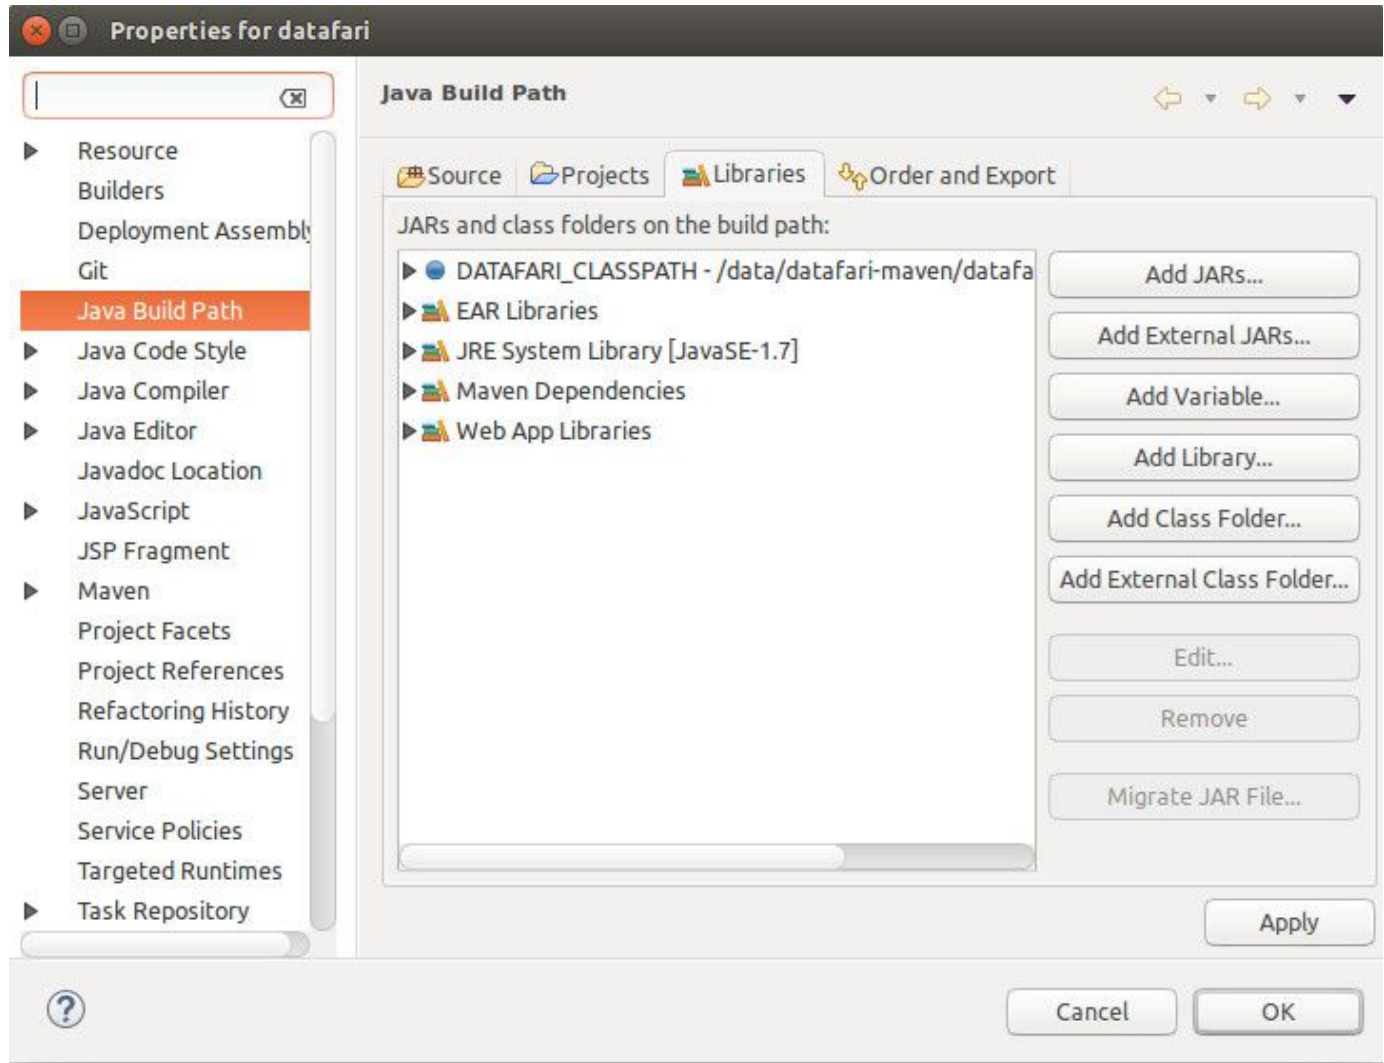 Properties for datafari
Java Build Path
Resource
Builders
Deployment Assembly
Git
Java Build Path
Java Code Style
Java Compiler
Java Editor
Javadoc Location
JavaScript
JSP Fragment
Maven
Project Facets
Project References
Refactoring History
Run/Debug Settings
Server
Service Policies
Targeted Runtimes
Task Repository
Source Projects Libraries Order and Export
JARs and class folders on the build path:
DATAFARI_CLASSPATH - /data/datafari-maven/datafa
EAR Libraries
JRE System Library [JavaSE-1.7]
Maven Dependencies
Web App Libraries
Add JARs...
Add External JARs...
Add Variable...
Add Library...
Add Class Folder...
Add External Class Folder...
Edit...
Remove
Migrate JAR File...
Apply
?
Cancel OK